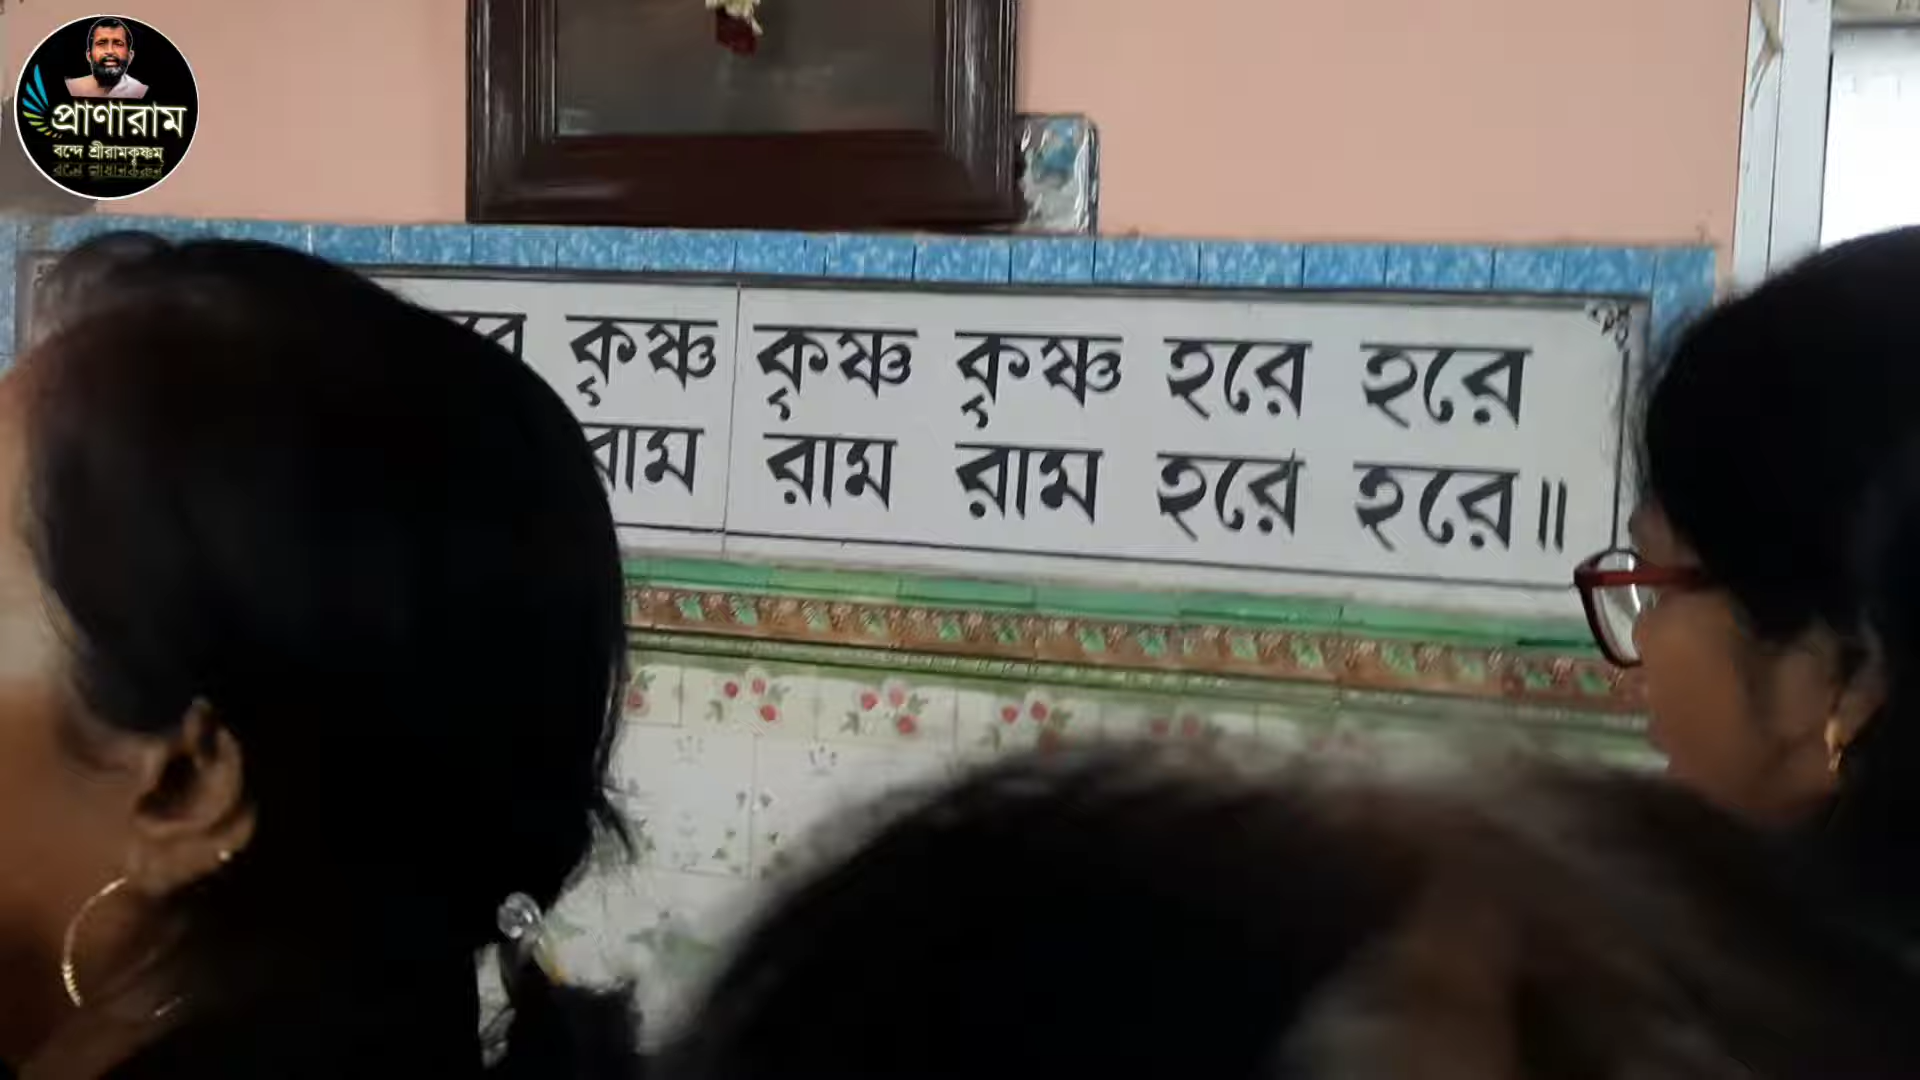 প্রাণারাম
বন্দে শ্রীরামকৃষ্ণম্
কৃষ্ণ কৃষ্ণ কৃষ্ণ হরে হরে
রাম রাম রাম হরে হরে॥